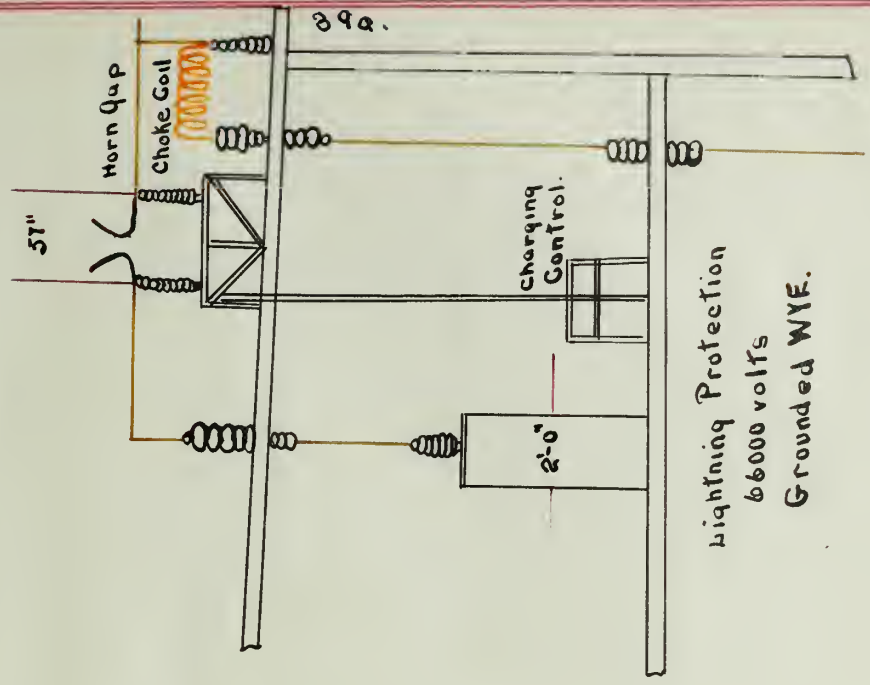 39a.
57"
Horn Gap
Choke Coil
Charging
Control.
2'-0"
Lightning Protection
66000 volts
Grounded WYE.